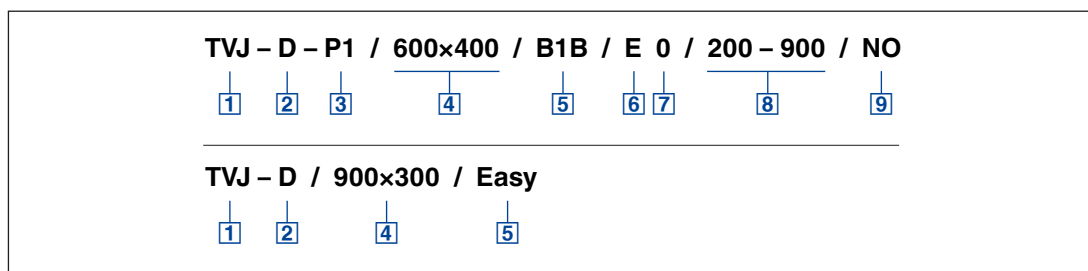 TVJ – D – P1 / 600×400 / B1B / E 0 / 200 – 900 / NO
1 2 3 4 5 6 7 8 9
TVJ – D / 900×300 / Easy
1 2 4 5